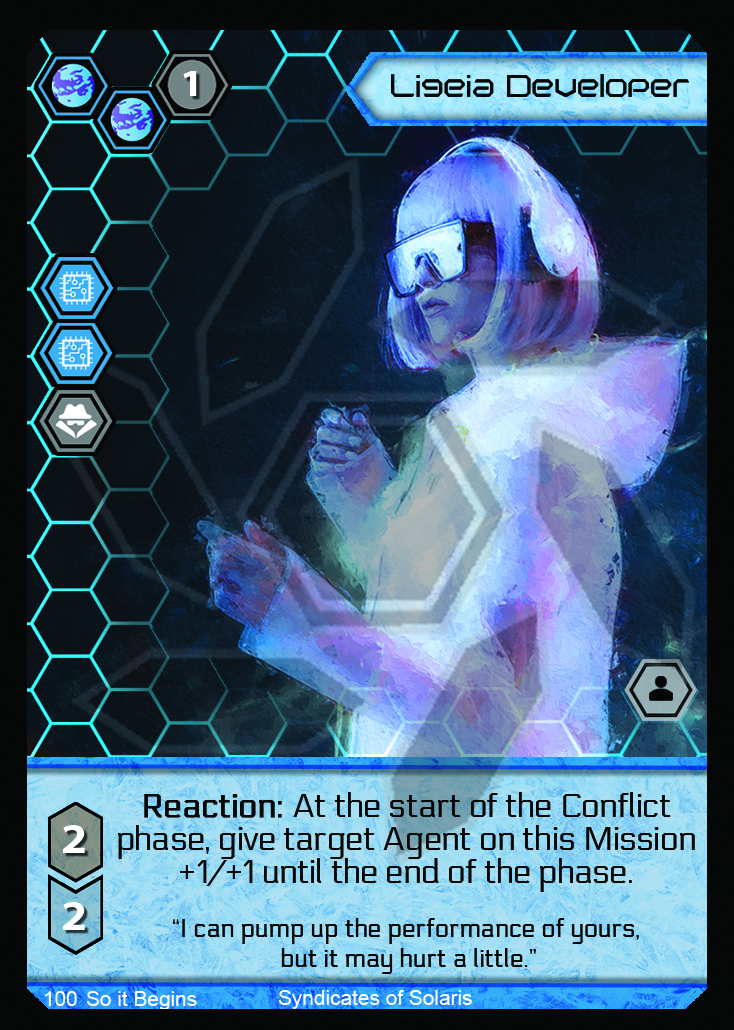 1
Ligeia Developer
2
2
Reaction: At the start of the Conflict
phase, give target Agent on this Mission
+1/+1 until the end of the phase.
“I can pump up the performance of yours,
but it may hurt a little.”
100 So it Begins
Syndicates of Solaris